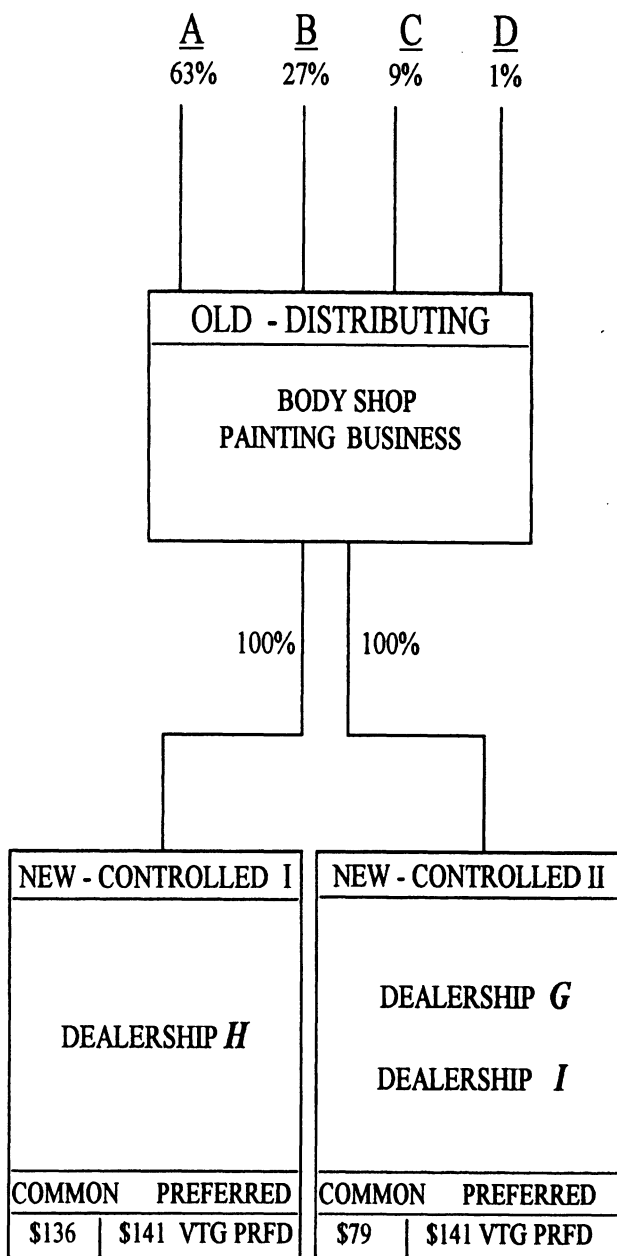 A B C D
63% 27% 9% 1%
OLD - DISTRIBUTING
BODY SHOP
PAINTING BUSINESS
100% 100%
NEW - CONTROLLED I
DEALERSHIP H
COMMON PREFERRED
$136 $141 VTG PRFD
NEW - CONTROLLED II
DEALERSHIP G
DEALERSHIP I
COMMON PREFERRED
$79 $141 VTG PRFD